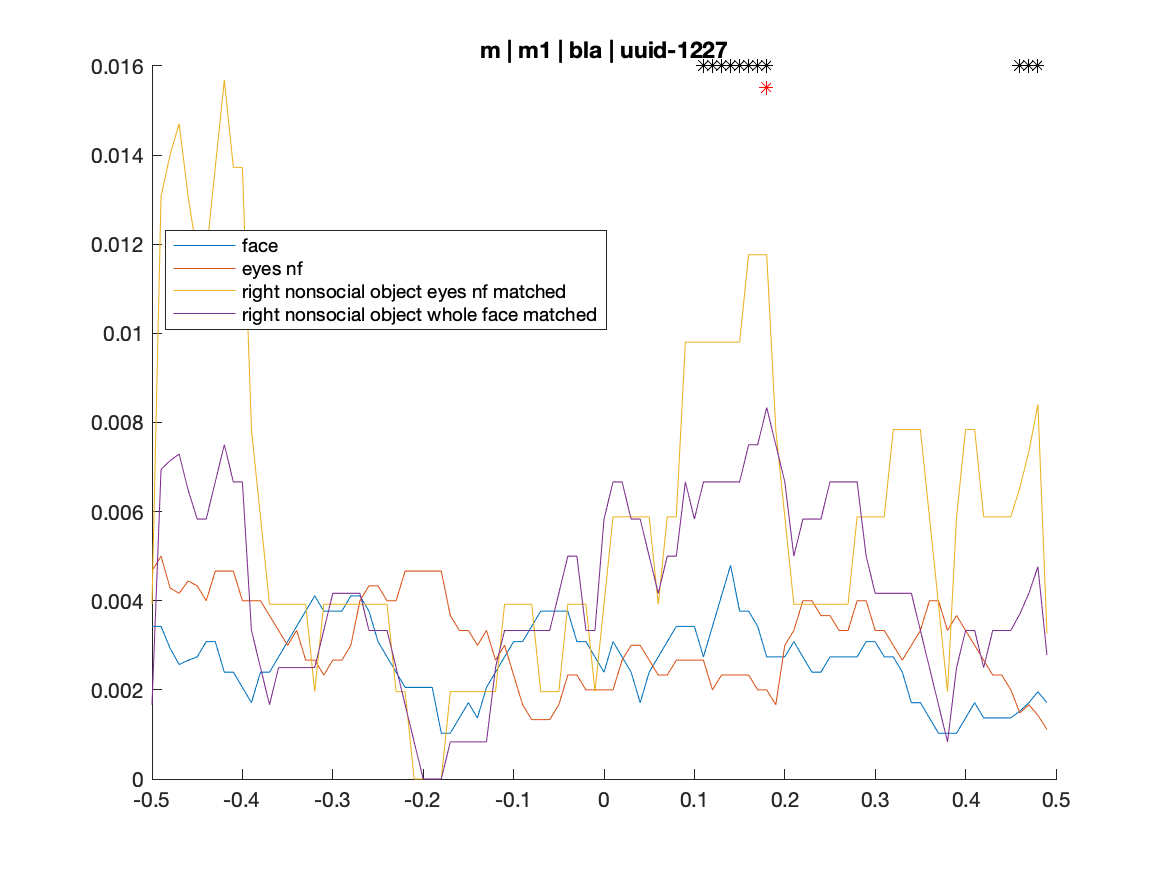 m | m1 | bla | uuid-1227
0.016
0.014
0.012
0.01
0.008
0.006
0.004
0.002
0
face
eyes nf
right nonsocial object eyes nf matched
right nonsocial object whole face matched
-0.5 -0.4 -0.3 -0.2 -0.1 0 0.1 0.2 0.3 0.4 0.5